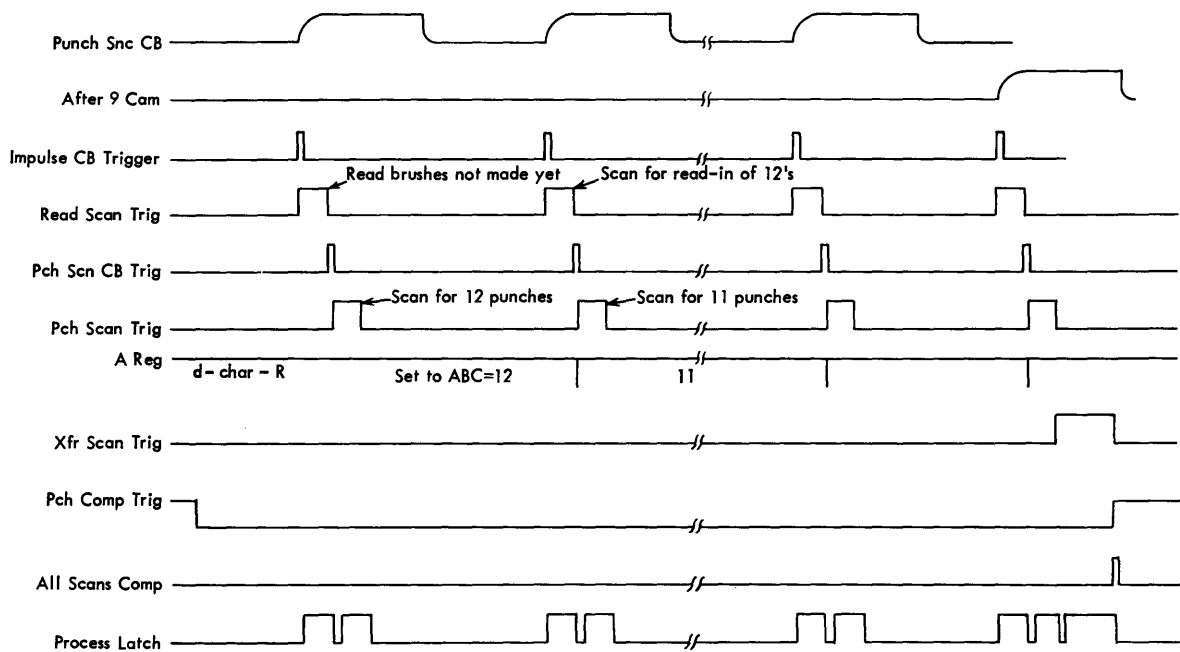 Punch Snc CB
After 9 Cam
Impulse CB Trigger
Read brushes not made yet
Scan for read-in of 12's
Read Scan Trig
Pch Scn CB Trig
Scan for 12 punches
Scan for 11 punches
Pch Scan Trig
A Reg
d-char-R
Set to ABC=12
11
Xfr Scan Trig
Pch Comp Trig
All Scans Comp
Process Latch